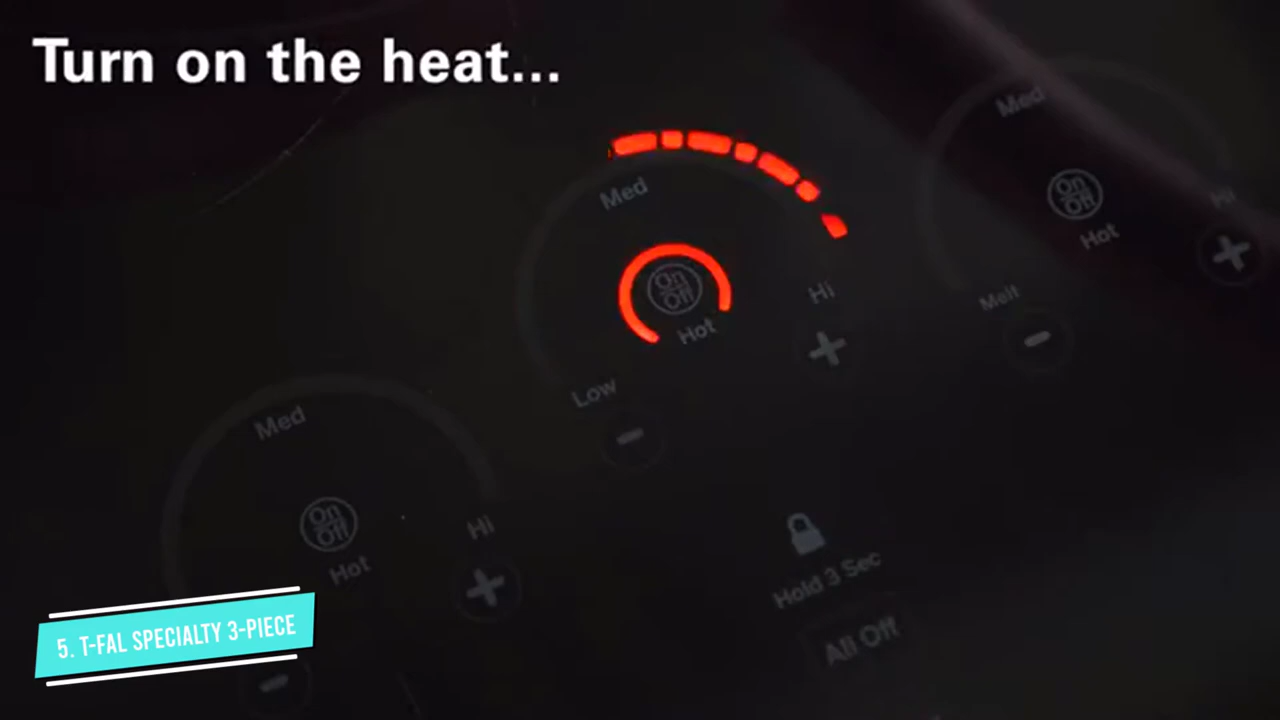 Turn on the heat...
Med
Med
On
Off
Hot
Hi
On
Off
Hot
Hi
Melt
Low
Med
On
Off
Hot
Hi
Hold 3 Sec
All Off
5. T-FAL SPECIALTY 3-PIECE